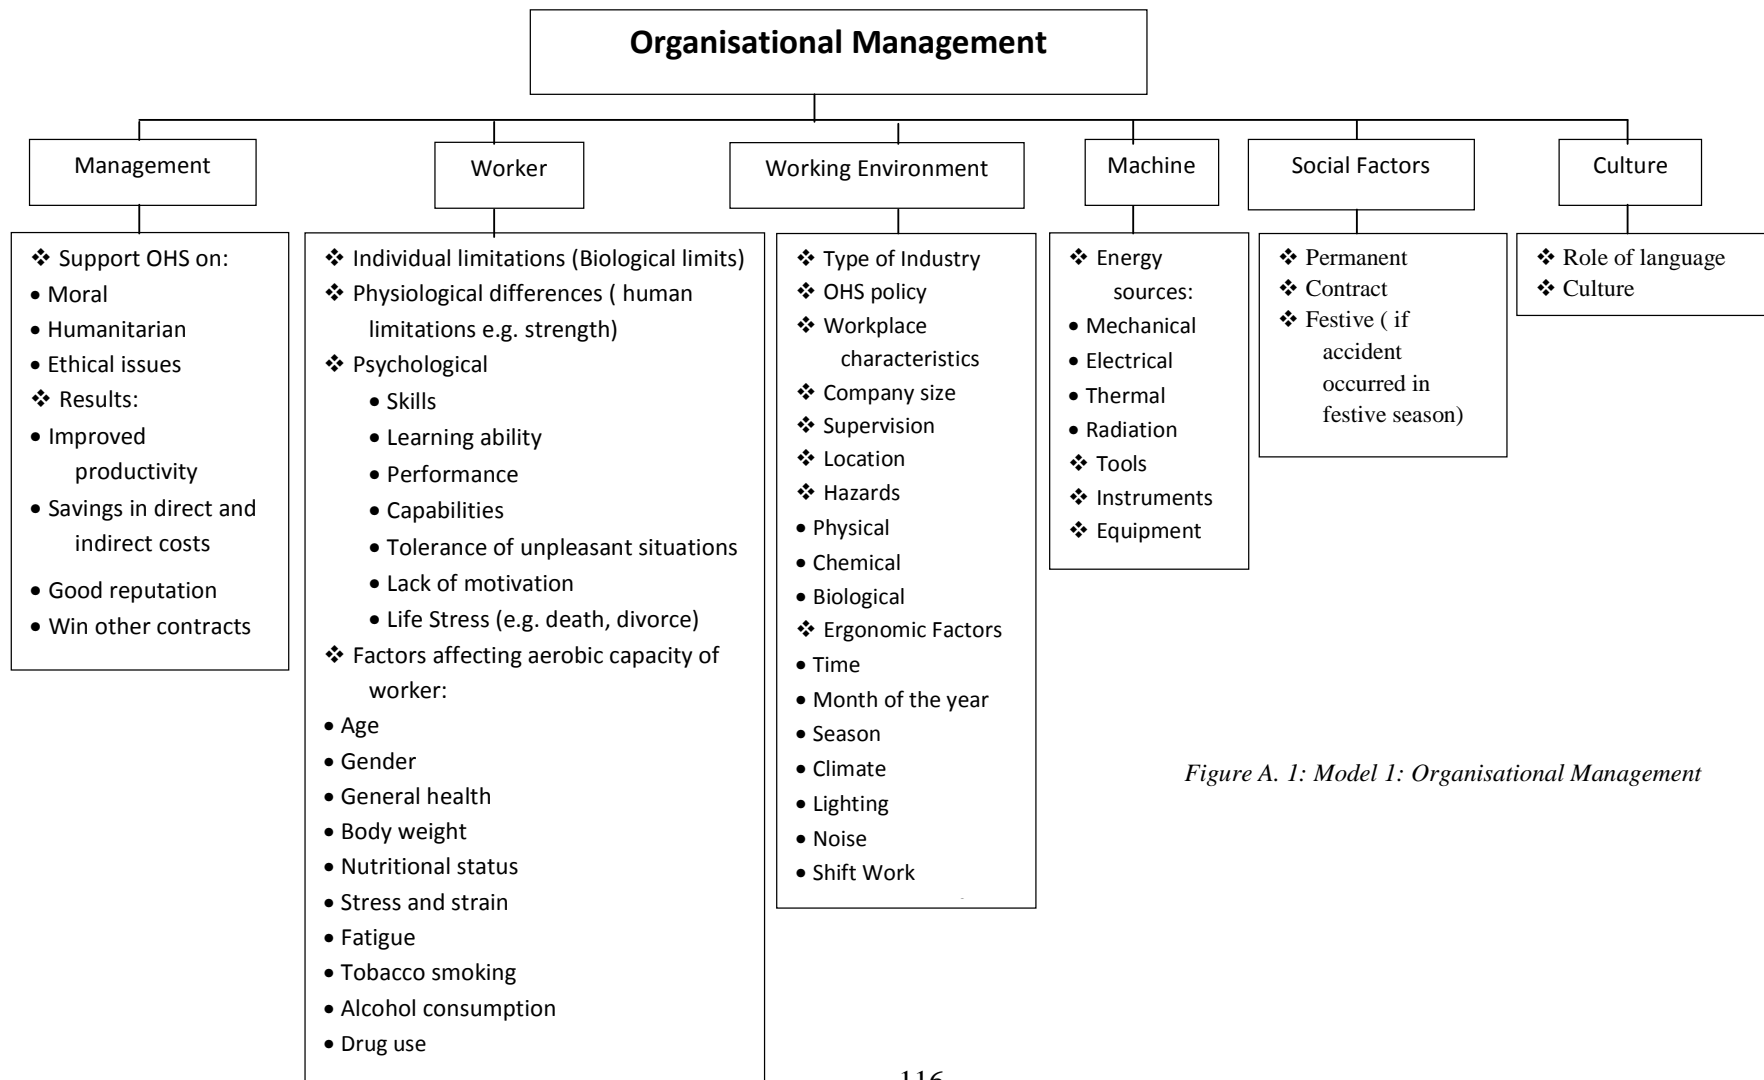 Organisational Management
Management
Worker
Working Environment
Machine
Social Factors
Culture
❖ Support OHS on:
• Moral
• Humanitarian
• Ethical issues
❖ Results:
• Improved
productivity
• Savings in direct and
indirect costs
• Good reputation
• Win other contracts
❖ Individual limitations (Biological limits)
❖ Physiological differences ( human
limitations e.g. strength)
❖ Psychological
• Skills
• Learning ability
• Performance
• Capabilities
• Tolerance of unpleasant situations
• Lack of motivation
• Life Stress (e.g. death, divorce)
❖ Factors affecting aerobic capacity of
worker:
• Age
• Gender
• General health
• Body weight
• Nutritional status
• Stress and strain
• Fatigue
• Tobacco smoking
• Alcohol consumption
• Drug use
❖ Type of Industry
❖ OHS policy
❖ Workplace
characteristics
❖ Company size
❖ Supervision
❖ Location
❖ Hazards
• Physical
• Chemical
• Biological
❖ Ergonomic Factors
• Time
• Month of the year
• Season
• Climate
• Lighting
• Noise
• Shift Work
❖ Energy
sources:
• Mechanical
• Electrical
• Thermal
• Radiation
❖ Tools
❖ Instruments
❖ Equipment
❖ Permanent
❖ Contract
❖ Festive ( if
accident
occurred in
festive season)
❖ Role of language
❖ Culture
Figure A. 1: Model 1: Organisational Management
116